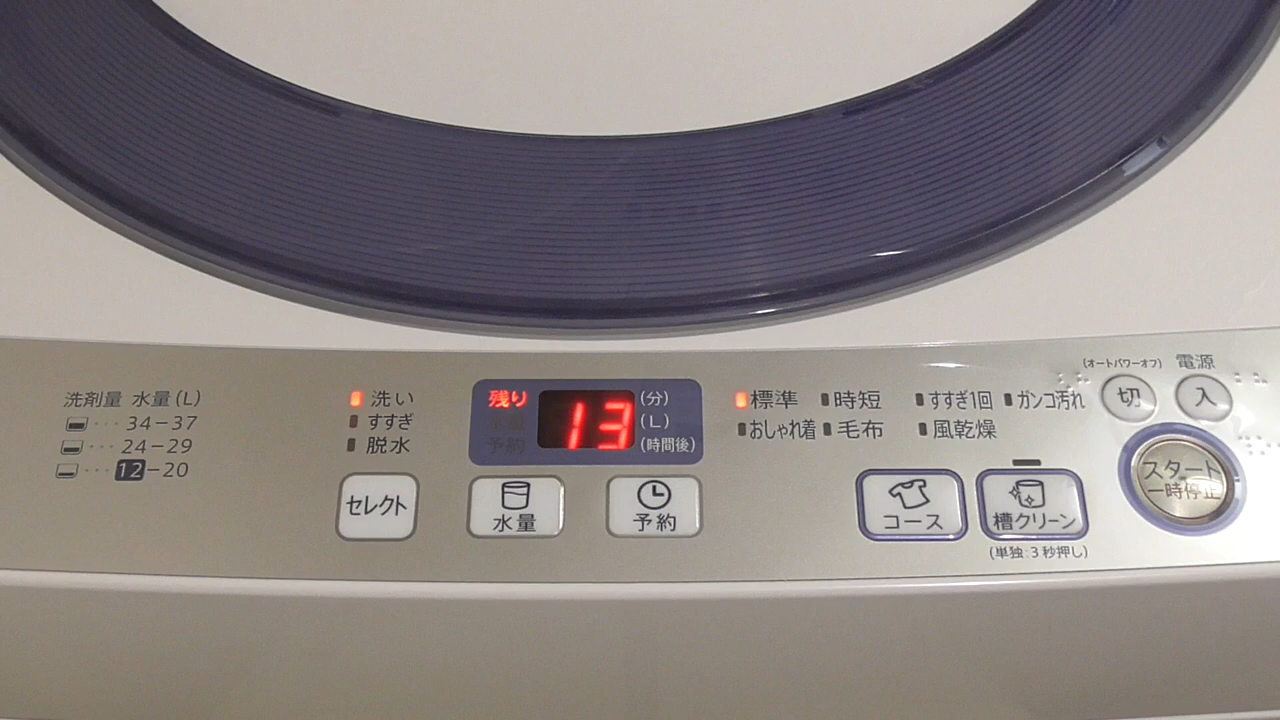 洗剤量 水量(L)
34-37
24-29
12-20
洗い
すすぎ
脱水
セレクト
残り
予約
13
(分)
(L)
(時間後)
水量
予約
標準
時短
すすぎ1回
ガンコ汚れ
おしゃれ着
毛布
風乾燥
コース
槽クリーン
(単独:3秒押し)
(オートパワーオフ)
電源
切
入
スタート
一時停止